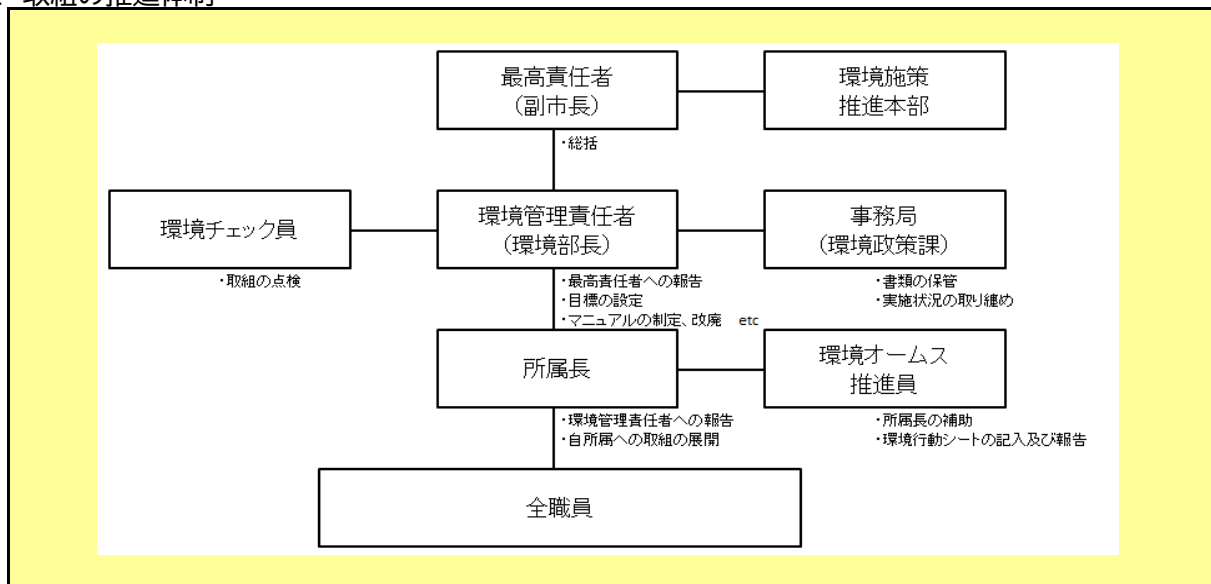 取組の推進体制
最高責任者
(副市長)
環境施策
推進本部
・総括
環境チェック員
環境管理責任者
(環境部長)
事務局
(環境政策課)
・取組の点検
・最高責任者への報告
・目標の設定
・マニュアルの制定、改廃 etc
・書類の保管
・実施状況の取り纏め
所属長
環境オームス
推進員
・環境管理責任者への報告
・自所属への取組の展開
・所属長の補助
・環境行動シートの記入及び報告
全職員